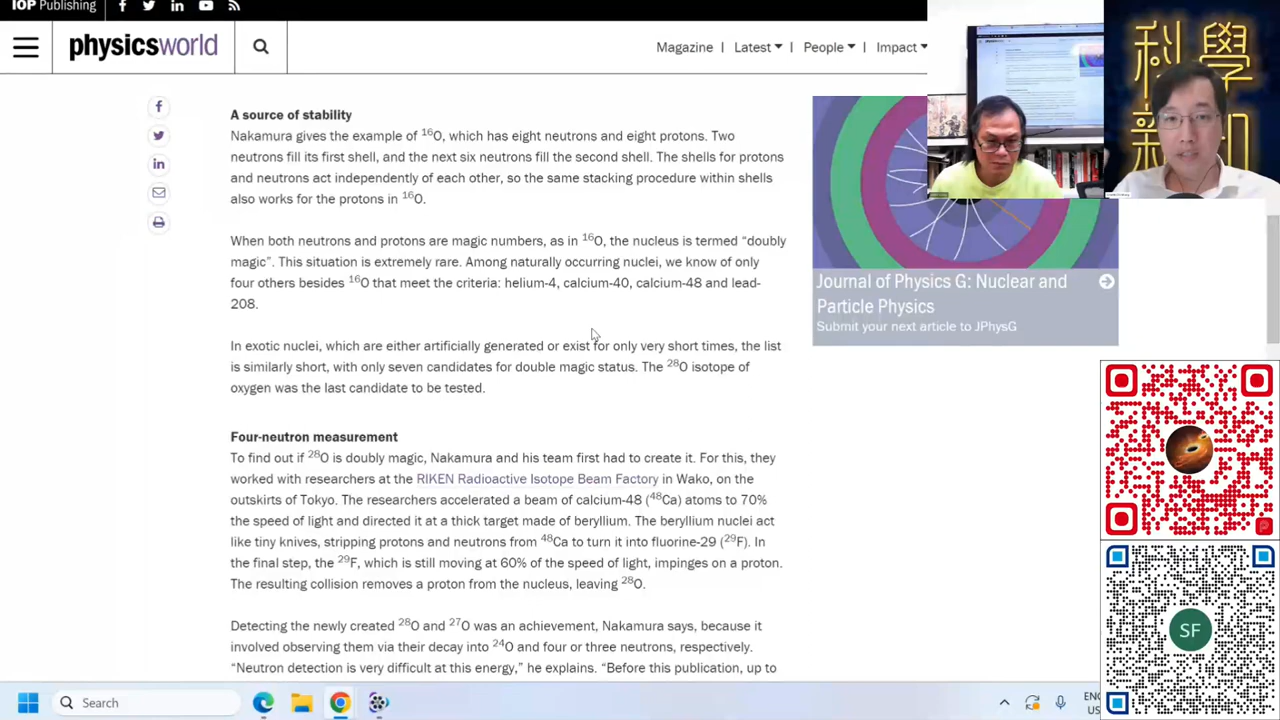 IOP Publishing
physicsworld
Magazine Latest People Impact
科學
新知
A source of stability
Nakamura gives the example of 16O, which has eight neutrons and eight protons. Two
neutrons fill its first shell, and the next six neutrons fill the second shell. The shells for protons
and neutrons act independently of each other, so the same stacking procedure within shells
also works for the protons in 16O.
When both neutrons and protons are magic numbers, as in 16O, the nucleus is termed “doubly
magic”. This situation is extremely rare. Among naturally occurring nuclei, we know of only
four others besides 16O that meet the criteria: helium-4, calcium-40, calcium-48 and lead-
208.
In exotic nuclei, which are either artificially generated or exist for only very short times, the list
is similarly short, with only seven candidates for double magic status. The 28O isotope of
oxygen was the last candidate to be tested.
Four-neutron measurement
To find out if 28O is doubly magic, Nakamura and his team first had to create it. For this, they
worked with researchers at the RIKEN Radioactive Isotope Beam Factory in Wako, on the
outskirts of Tokyo. The researchers accelerated a beam of calcium-48 (48Ca) atoms to 70%
the speed of light and directed it at a thick target made of beryllium. The beryllium nuclei act
like tiny knives, stripping protons and neutrons from 48Ca to turn it into fluorine-29 (29F). In
the final step, the 29F, which is still moving at 60% of the speed of light, impinges on a proton.
The resulting collision removes a proton from the nucleus, leaving 28O.
Detecting the newly created 28O and 27O was an achievement, Nakamura says, because it
involved observing them via their decay into 24O and four or three neutrons, respectively.
“Neutron detection is very difficult at this energy,” he explains. “Before this publication, up to
Journal of Physics G: Nuclear and
Particle Physics
Submit your next article to JPhysG
SF
Search
ENG
US